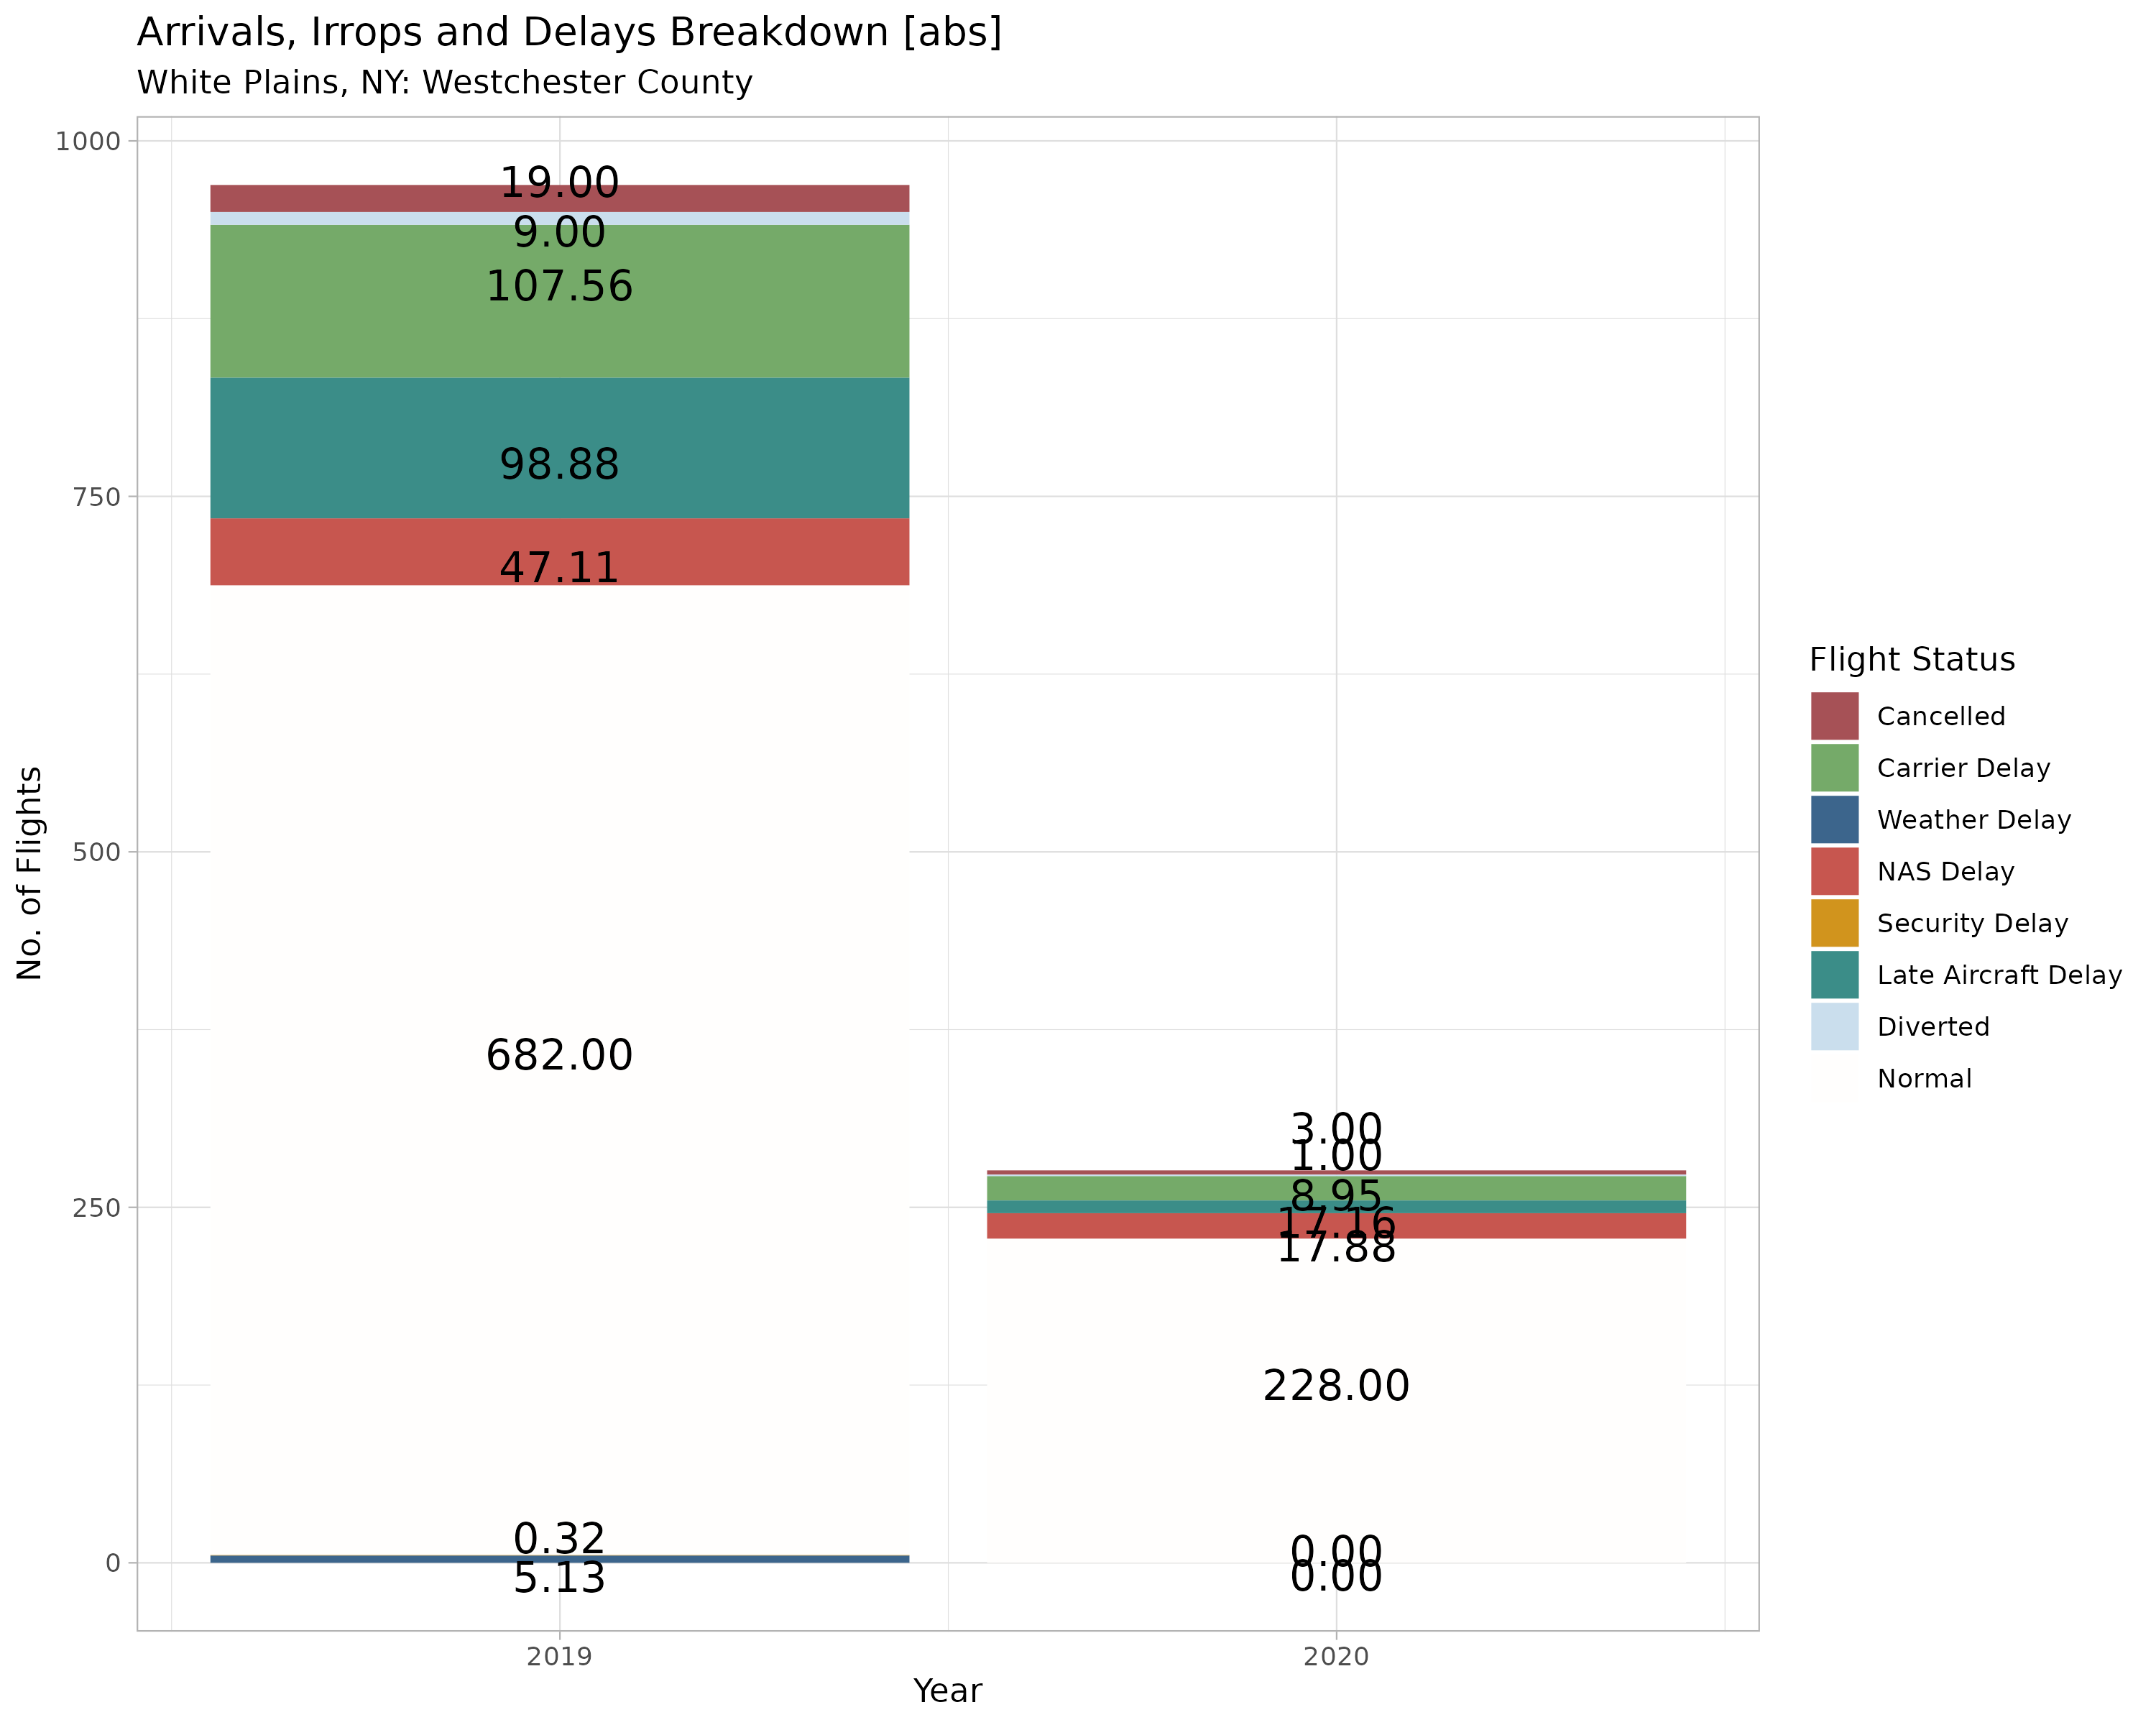 Arrivals, Irrops and Delays Breakdown [abs]
White Plains, NY: Westchester County
1000
750
500
250
0
No. of Flights
19.00
9.00
107.56
98.88
47.11
682.00
0.32
5.13
3.00
1.00
8.95
17.16
17.88
228.00
0.00
0.00
2019
2020
Year
Flight Status
Cancelled
Carrier Delay
Weather Delay
NAS Delay
Security Delay
Late Aircraft Delay
Diverted
Normal